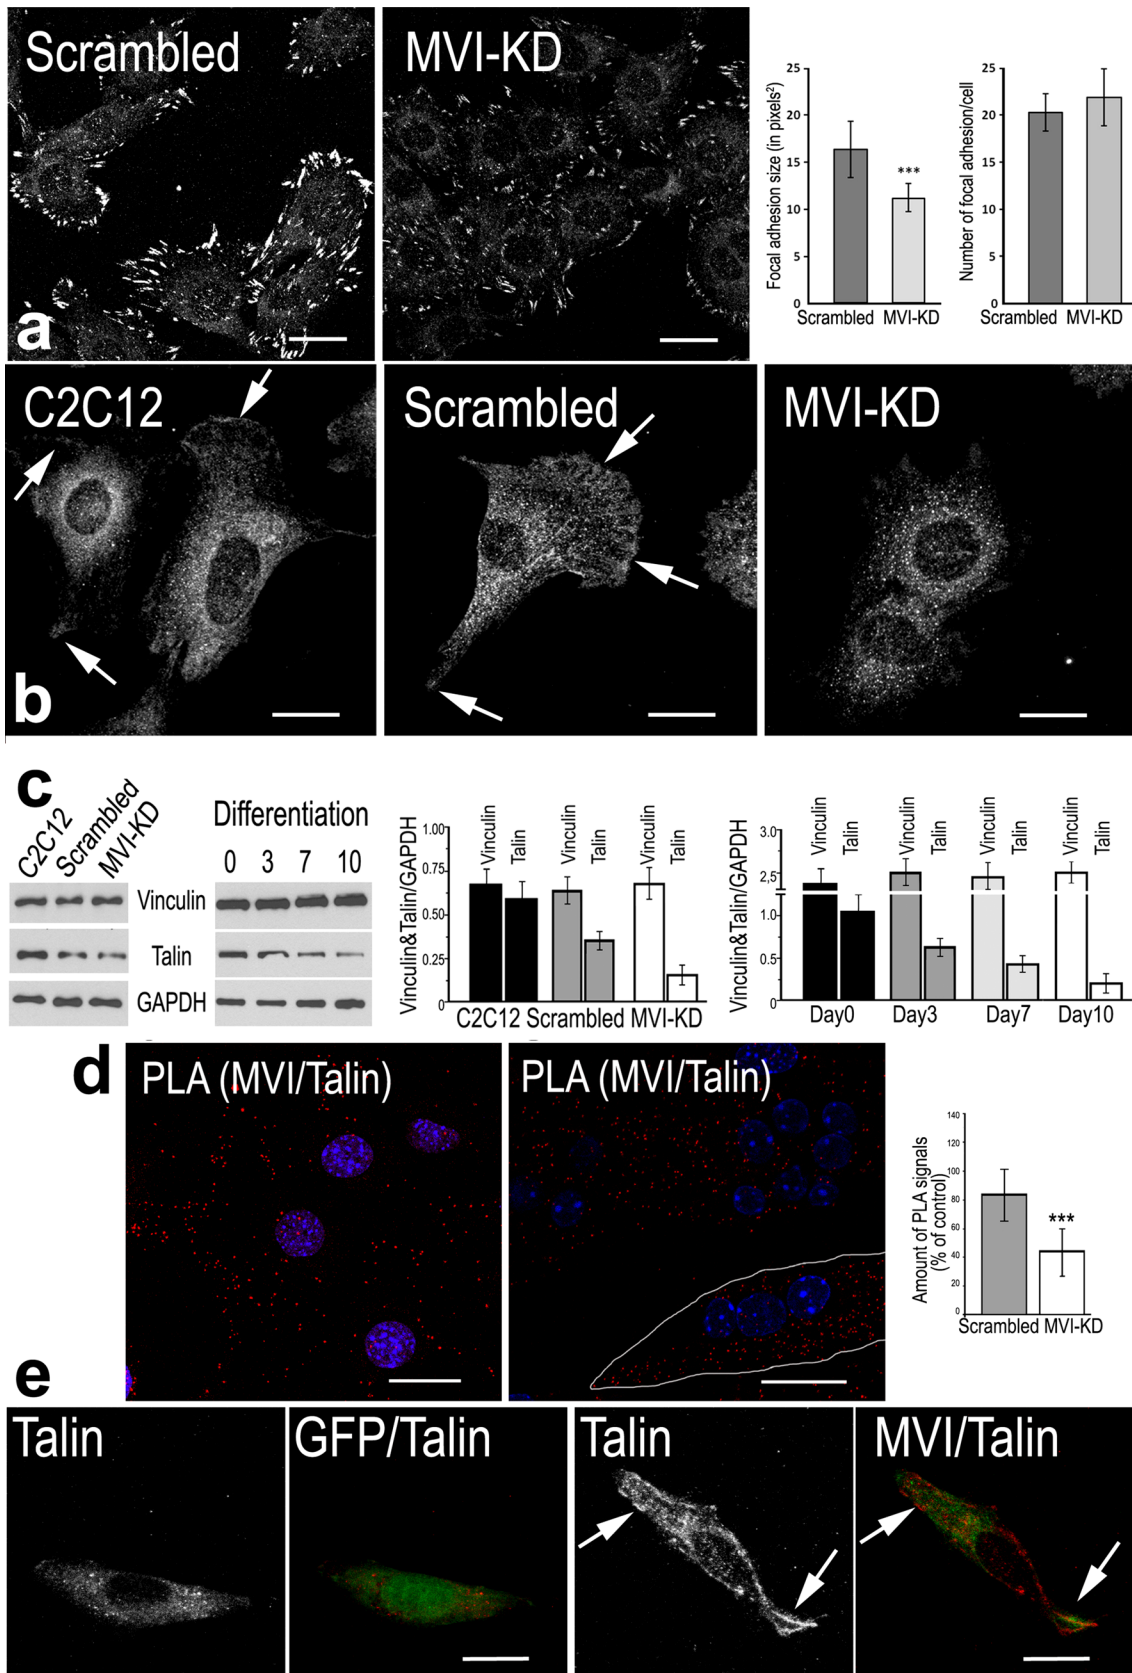 Scrambled
MVI-KD
a
Focal adhesion size (in pixels²)
25
20
15
10
5
0
***
Scrambled MVI-KD
Number of focal adhesion/cell
25
20
15
10
5
0
Scrambled MVI-KD
C2C12
Scrambled
MVI-KD
b
c
C2C12
Scrambled
MVI-KD
Differentiation
0 3 7 10
Vinculin
Talin
GAPDH
Vinculin&Talin/GAPDH
1.00
0.75
0.50
0.25
0
Vinculin
Talin
Vinculin
Talin
Vinculin
Talin
C2C12 Scrambled MVI-KD
Vinculin&Talin/GAPDH
3.0
2.5
1.0
0.5
0
Vinculin
Talin
Vinculin
Talin
Vinculin
Talin
Vinculin
Talin
Day0 Day3 Day7 Day10
d
PLA (MVI/Talin)
PLA (MVI/Talin)
Amount of PLA signals
(% of control)
140
120
100
80
60
40
20
0
***
Scrambled MVI-KD
e
Talin
GFP/Talin
Talin
MVI/Talin